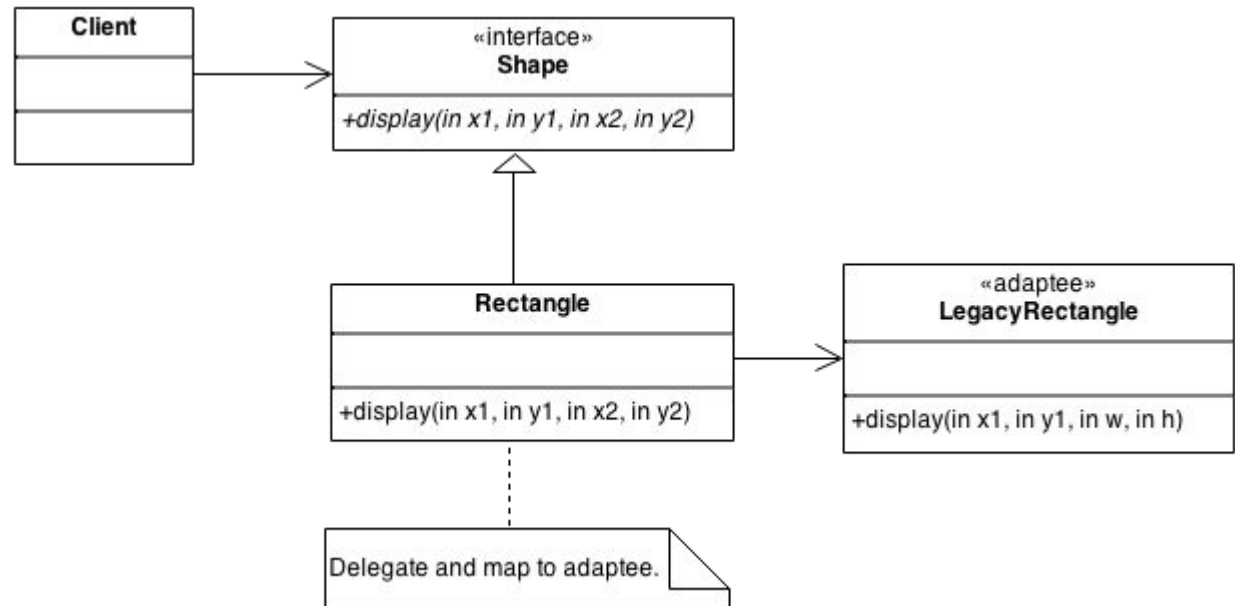 Client
«interface»
Shape
+display(in x1, in y1, in x2, in y2)
Rectangle
+display(in x1, in y1, in x2, in y2)
«adaptee»
LegacyRectangle
+display(in x1, in y1, in w, in h)
Delegate and map to adaptee.